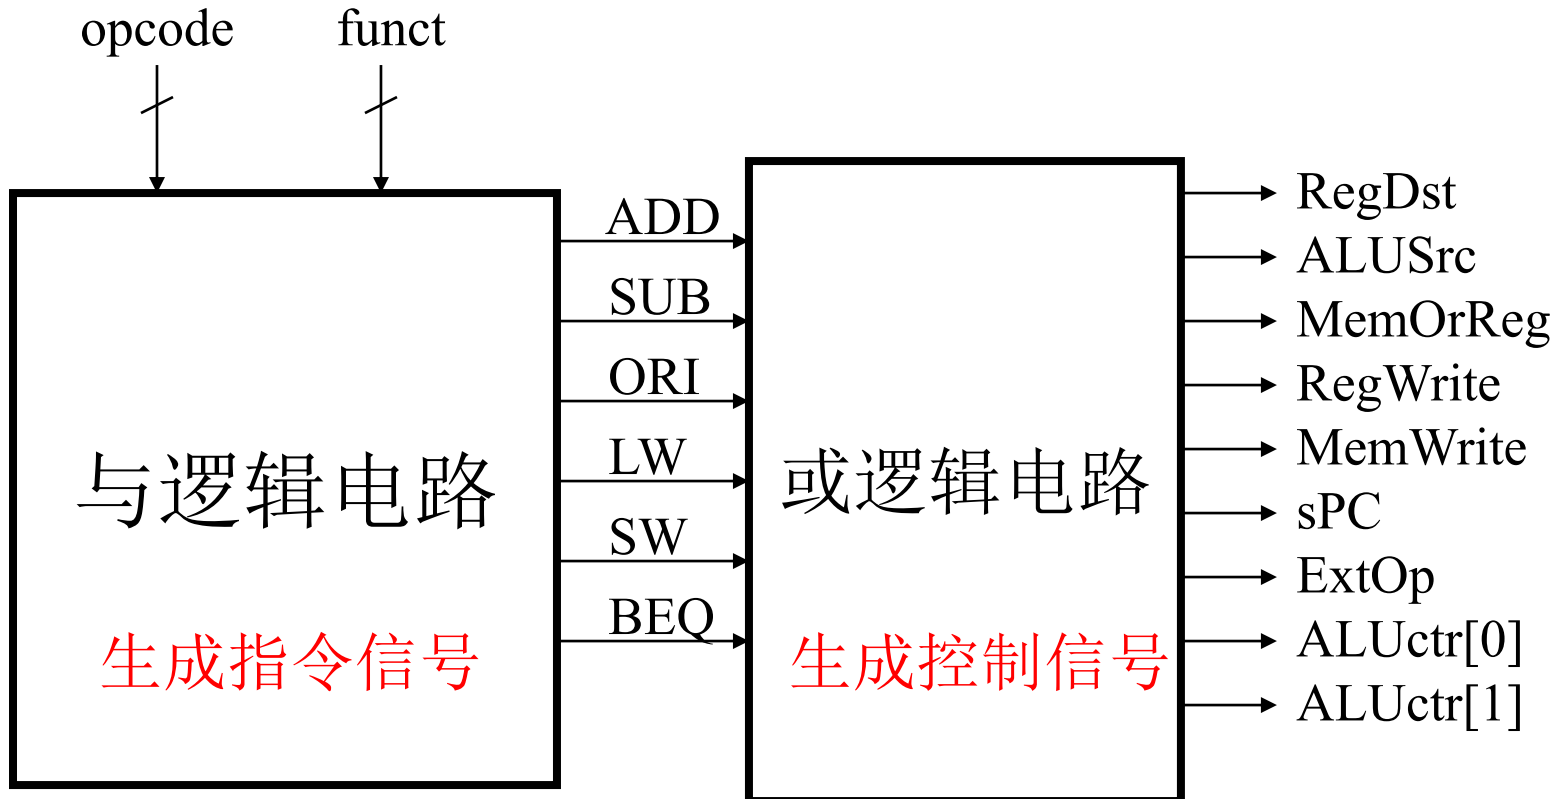 opcode
funct
ADD
SUB
ORI
LW
SW
BEQ
与逻辑电路
生成指令信号
或逻辑电路
生成控制信号
RegDst
ALUSrc
MemOrReg
RegWrite
MemWrite
sPC
ExtOp
ALUctr[0]
ALUctr[1]